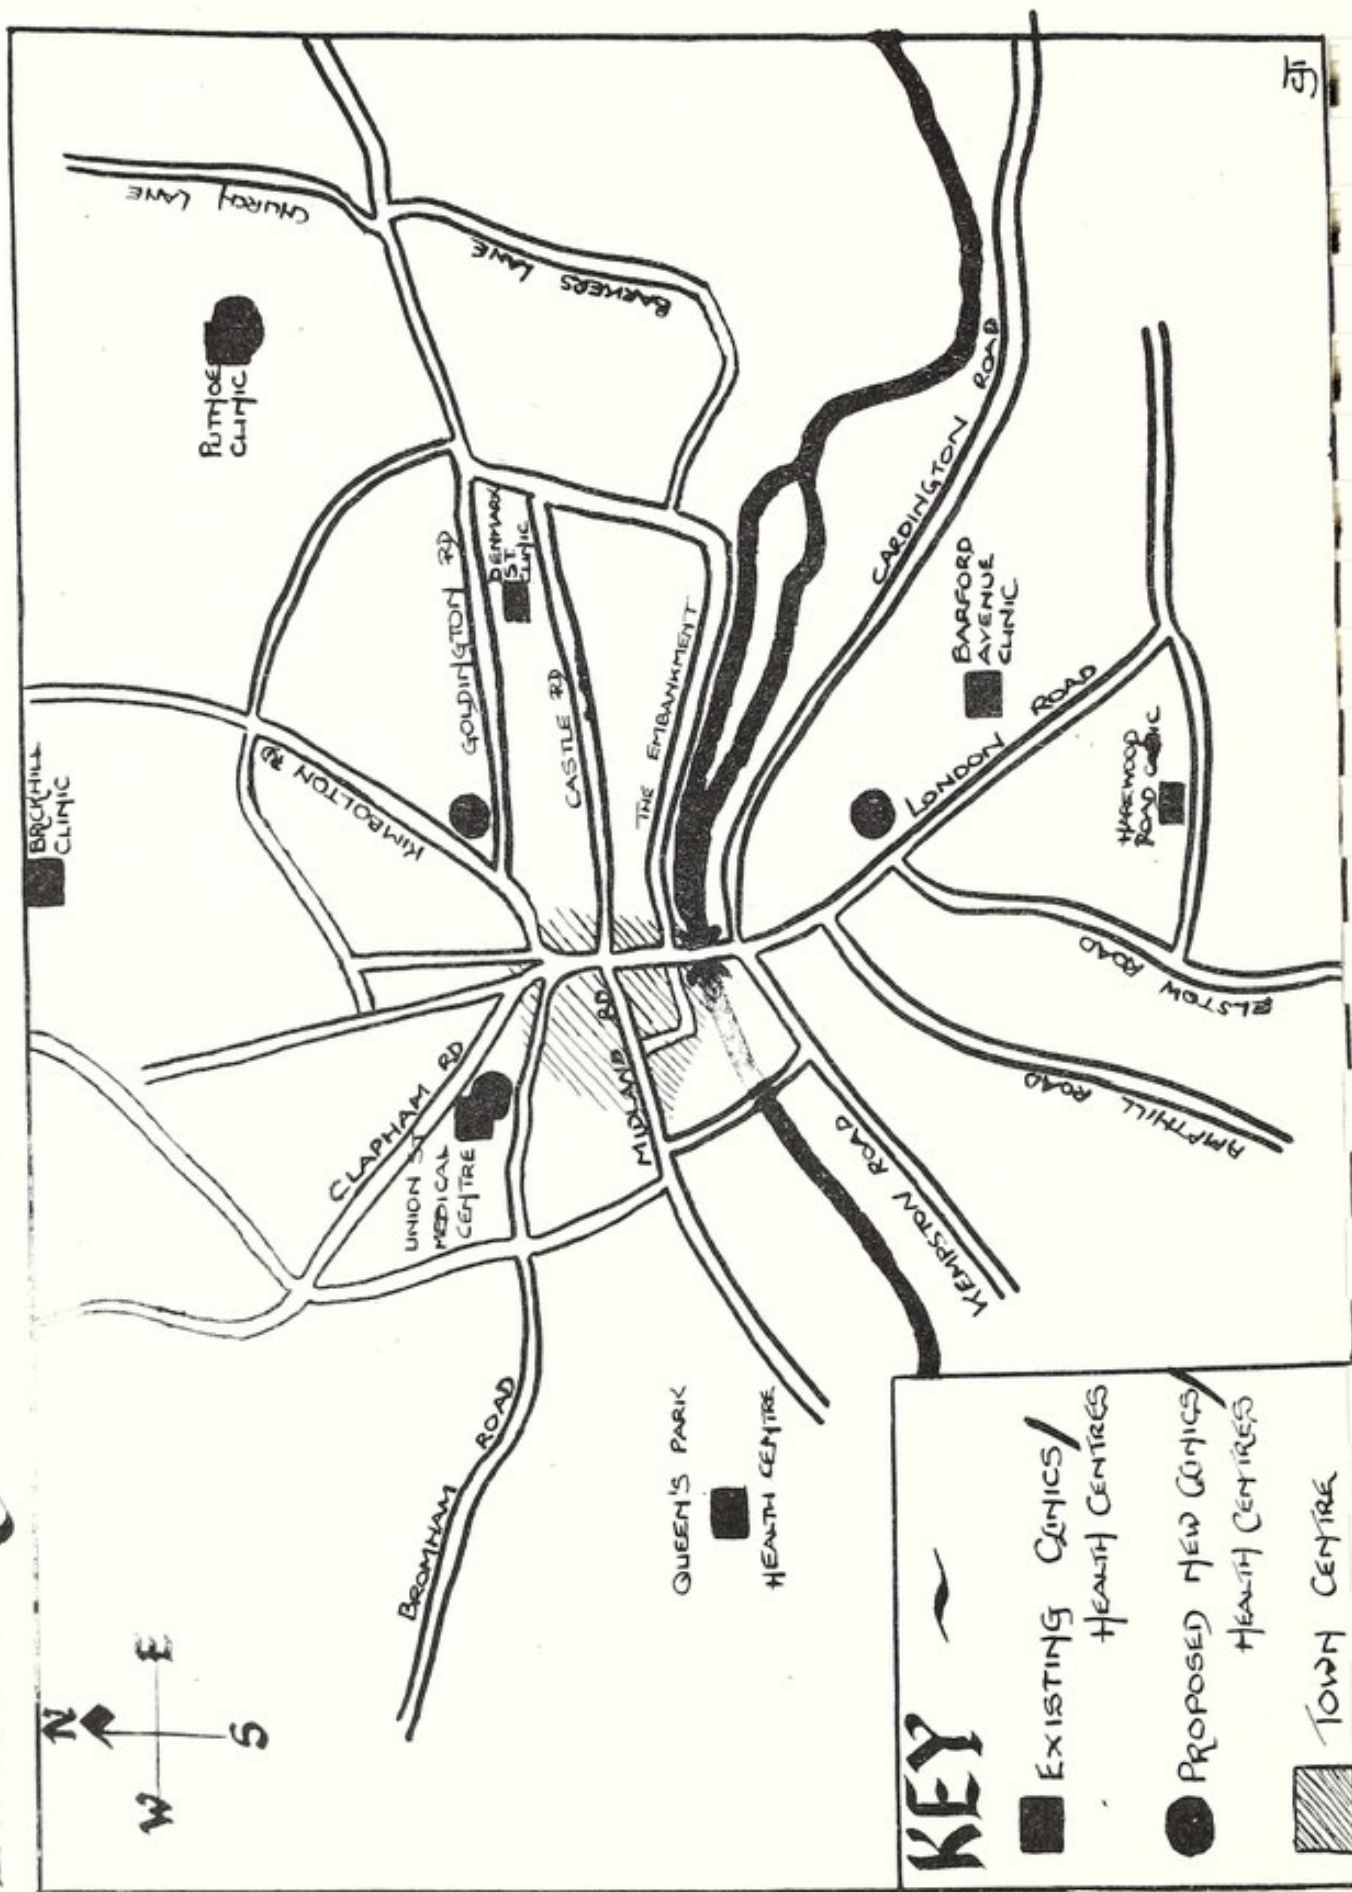 N
W E
S
BRICKHILL
CLINIC
CHURCH LANE
PUTNOE
CLINIC
KIMBOLTON RD
GOLDINGTON RD
DENMARK
ST
CLINIC
BARKERS LANE
CLAPHAM RD
UNION ST
MEDICAL
CENTRE
CASTLE RD
THE EMBANKMENT
MIDLAND RD
BROMHAM ROAD
QUEEN'S PARK
HEALTH CENTRE
CARDINGTON ROAD
BARFORD
AVENUE
CLINIC
LONDON ROAD
HAREWOOD
ROAD CLINIC
KEMPSTON ROAD
AMPTHILL ROAD
ELSTOW ROAD
KEY
EXISTING CLINICS/
HEALTH CENTRES
PROPOSED NEW CLINICS/
HEALTH CENTRES
TOWN CENTRE